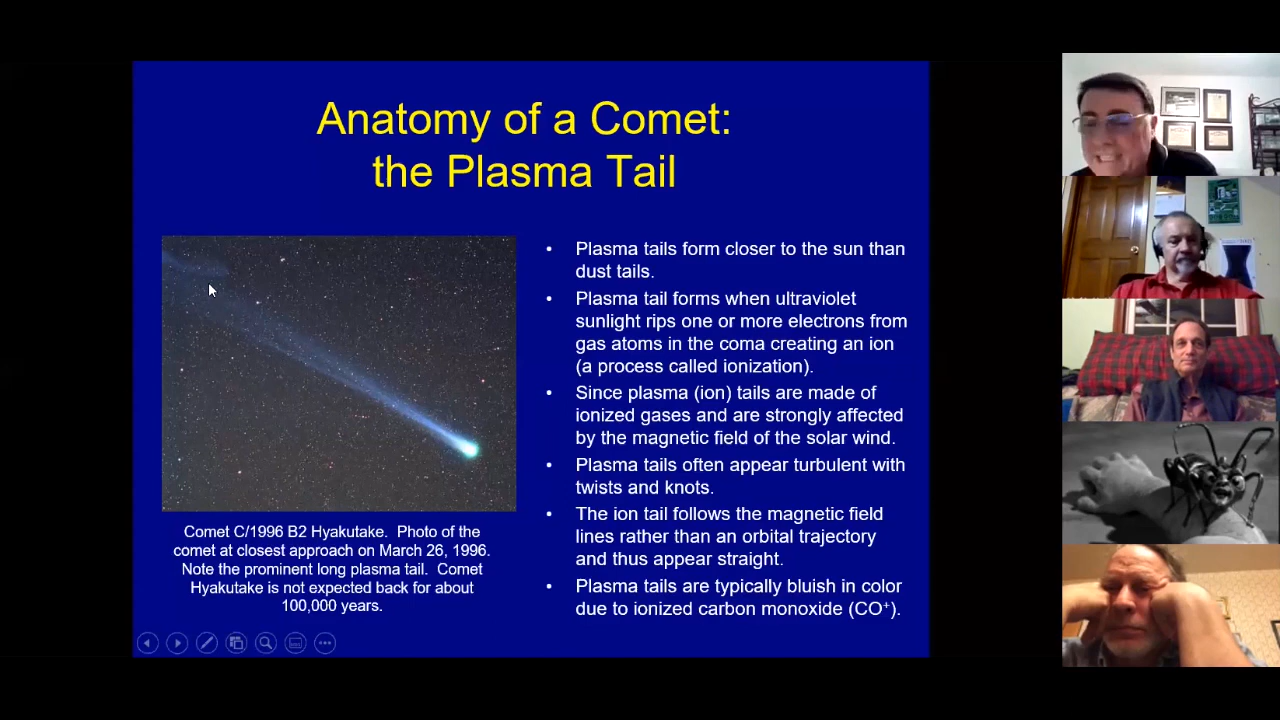 Anatomy of a Comet:
the Plasma Tail
Comet C/1996 B2 Hyakutake.  Photo of the
comet at closest approach on March 26, 1996.
Note the prominent long plasma tail.  Comet
Hyakutake is not expected back for about
100,000 years.
• Plasma tails form closer to the sun than
dust tails.
• Plasma tail forms when ultraviolet
sunlight rips one or more electrons from
gas atoms in the coma creating an ion
(a process called ionization).
• Since plasma (ion) tails are made of
ionized gases and are strongly affected
by the magnetic field of the solar wind.
• Plasma tails often appear turbulent with
twists and knots.
• The ion tail follows the magnetic field
lines rather than an orbital trajectory
and thus appear straight.
• Plasma tails are typically bluish in color
due to ionized carbon monoxide (CO⁺).